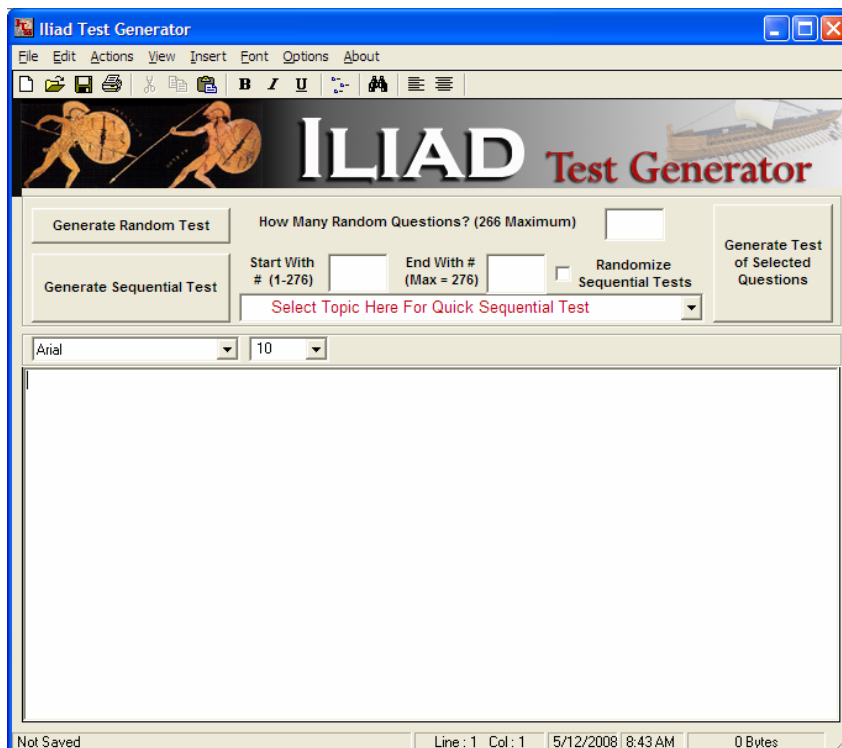 Iliad Test Generator
File Edit Actions View Insert Font Options About
B I U
ILIAD Test Generator
Generate Random Test
How Many Random Questions? (266 Maximum)
Generate Test
of Selected
Questions
Generate Sequential Test
Start With
# (1-276)
End With #
(Max = 276)
Randomize
Sequential Tests
Select Topic Here For Quick Sequential Test
Arial 10
Not Saved Line : 1 Col : 1 5/12/2008 8:43 AM 0 Bytes